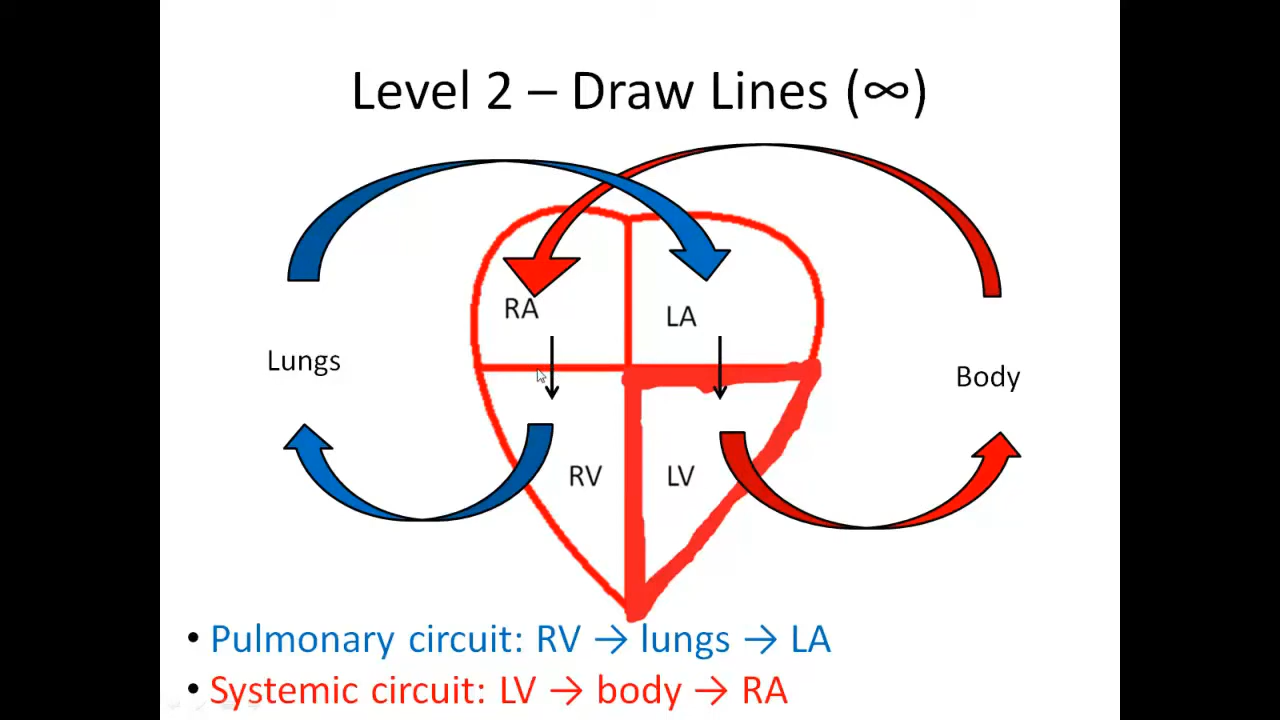 Level 2 – Draw Lines (∞)
RA
LA
Lungs
Body
RV
LV
• Pulmonary circuit: RV → lungs → LA
• Systemic circuit: LV → body → RA